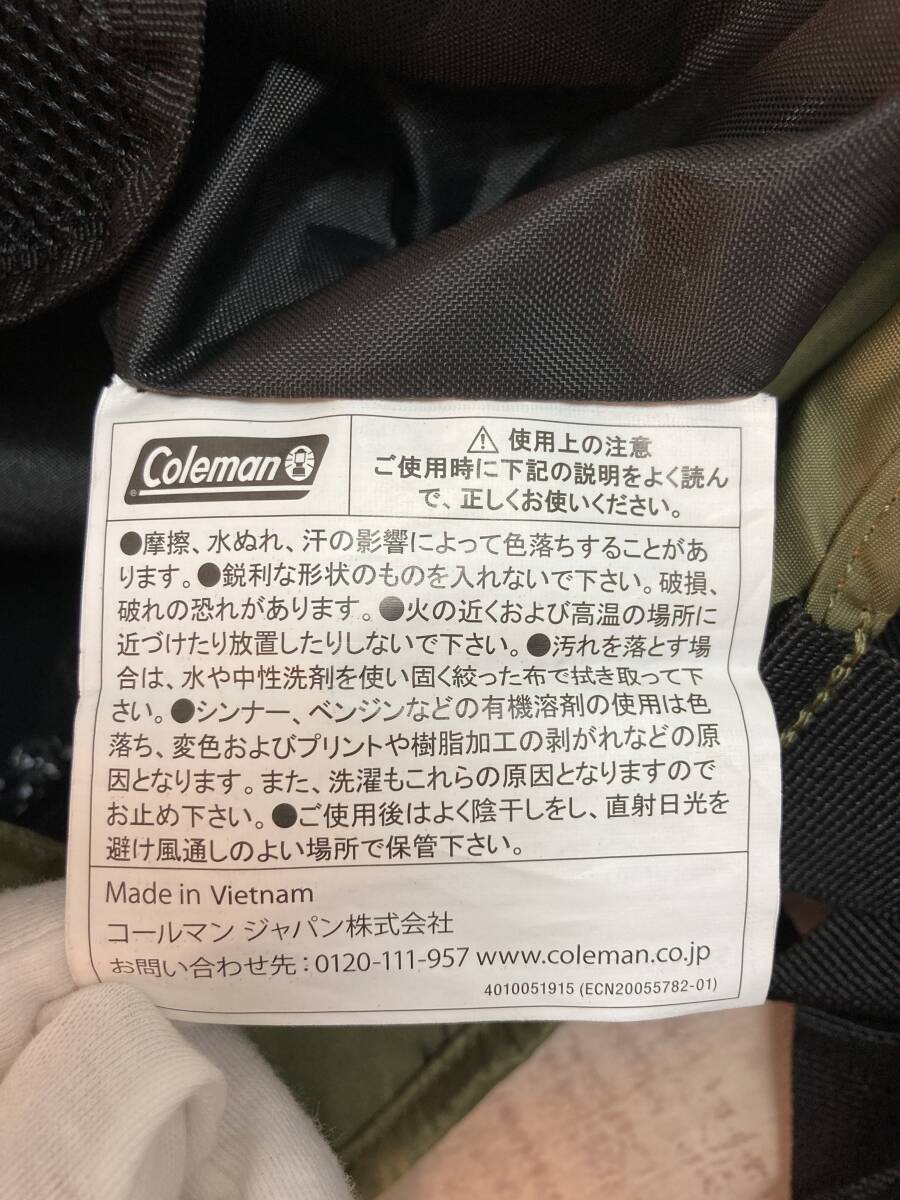 Coleman
⚠ 使用上の注意
ご使用時に下記の説明をよく読ん
で、正しくお使いください。
●摩擦、水ぬれ、汗の影響によって色落ちすることがあ
ります。●鋭利な形状のものを入れないで下さい。破損、
破れの恐れがあります。●火の近くおよび高温の場所に
近づけたり放置したりしないで下さい。●汚れを落とす場
合は、水や中性洗剤を使い固く絞った布で拭き取って下
さい。●シンナー、ベンジンなどの有機溶剤の使用は色
落ち、変色およびプリントや樹脂加工の剥がれなどの原
因となります。また、洗濯もこれらの原因となりますので
お止め下さい。●ご使用後はよく陰干しをし、直射日光を
避け風通しのよい場所で保管下さい。
Made in Vietnam
コールマン ジャパン株式会社
お問い合わせ先：0120-111-957 www.coleman.co.jp
4010051915 (ECN20055782-01)